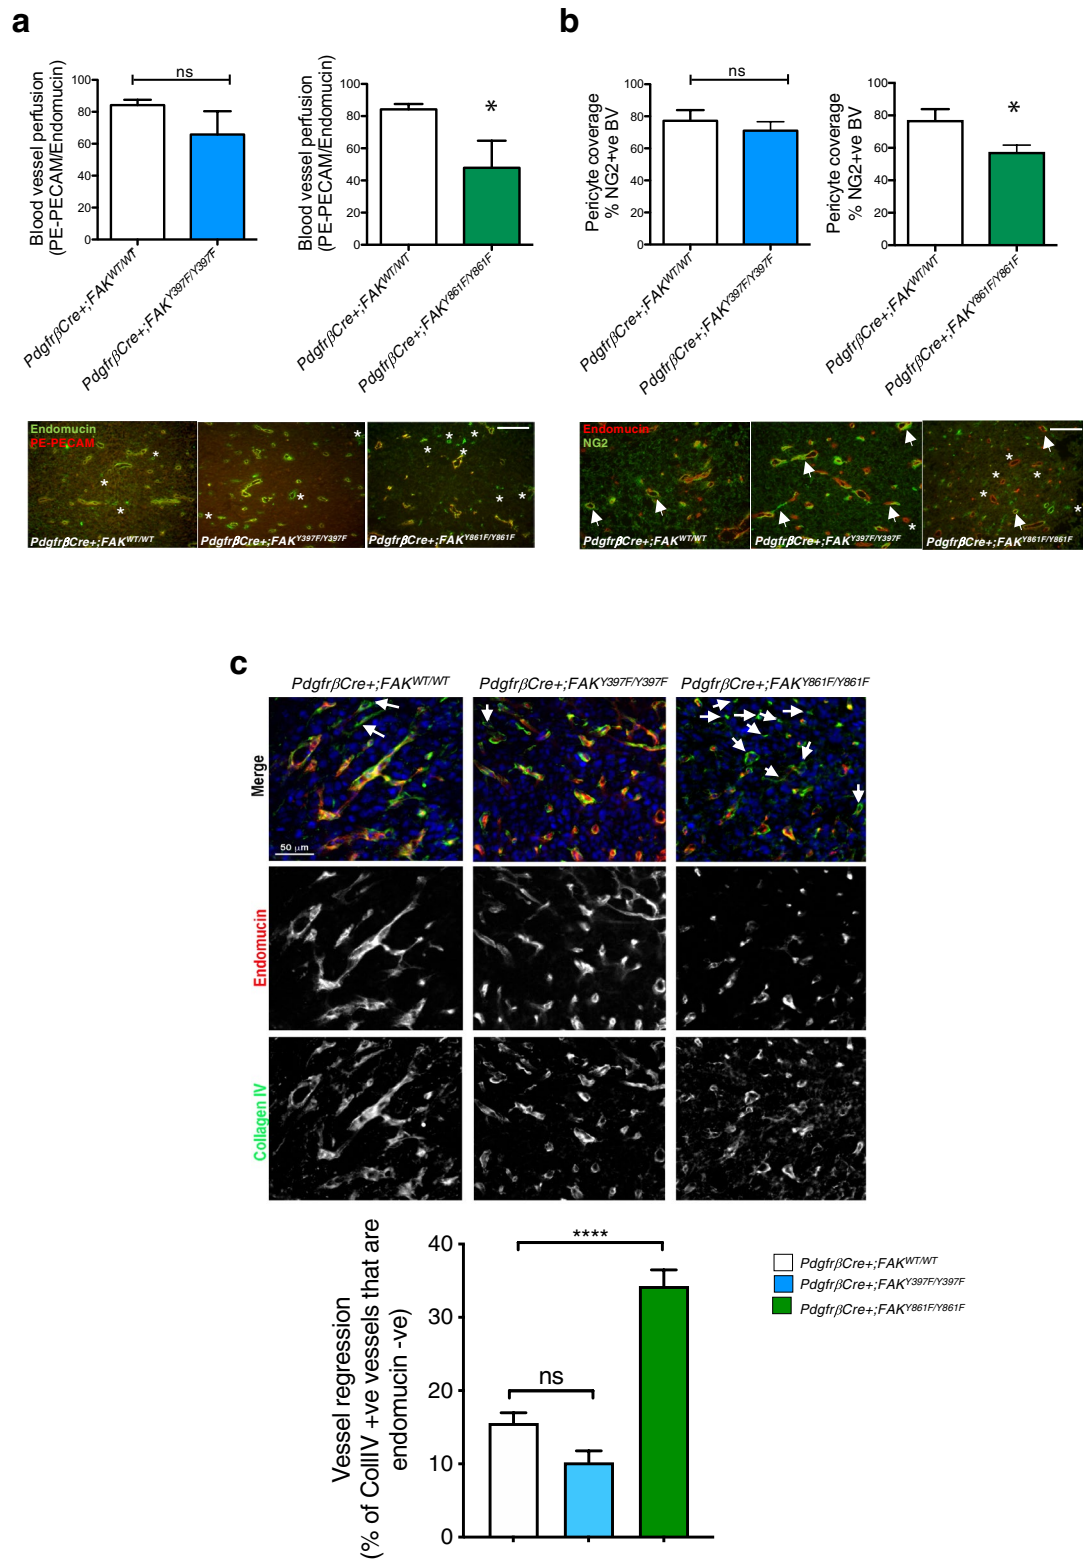 a
Blood vessel perfusion
(PE-PECAM/Endomucin)
100
80
60
40
20
0
ns
PdgfrβCre+;FAKWT/WT
PdgfrβCre+;FAKY397F/Y397F
Blood vessel perfusion
(PE-PECAM/Endomucin)
100
80
60
40
20
0
*
PdgfrβCre+;FAKWT/WT
PdgfrβCre+;FAKY861F/Y861F
b
Pericyte coverage
% NG2+ve BV
100
80
60
40
20
0
ns
PdgfrβCre+;FAKWT/WT
PdgfrβCre+;FAKY397F/Y397F
Pericyte coverage
% NG2+ve BV
100
80
60
40
20
0
*
PdgfrβCre+;FAKWT/WT
PdgfrβCre+;FAKY861F/Y861F
Endomucin
PE-PECAM
PdgfrβCre+;FAKWT/WT
PdgfrβCre+;FAKY397F/Y397F
PdgfrβCre+;FAKY861F/Y861F
Endomucin
NG2
PdgfrβCre+;FAKWT/WT
PdgfrβCre+;FAKY397F/Y397F
PdgfrβCre+;FAKY861F/Y861F
c
PdgfrβCre+;FAKWT/WT
PdgfrβCre+;FAKY397F/Y397F
PdgfrβCre+;FAKY861F/Y861F
Merge
50 µm
Endomucin
Collagen IV
Vessel regression
(% of CollIV +ve vessels that are
endomucin -ve)
40
30
20
10
0
ns
****
PdgfrβCre+;FAKWT/WT
PdgfrβCre+;FAKY397F/Y397F
PdgfrβCre+;FAKY861F/Y861F